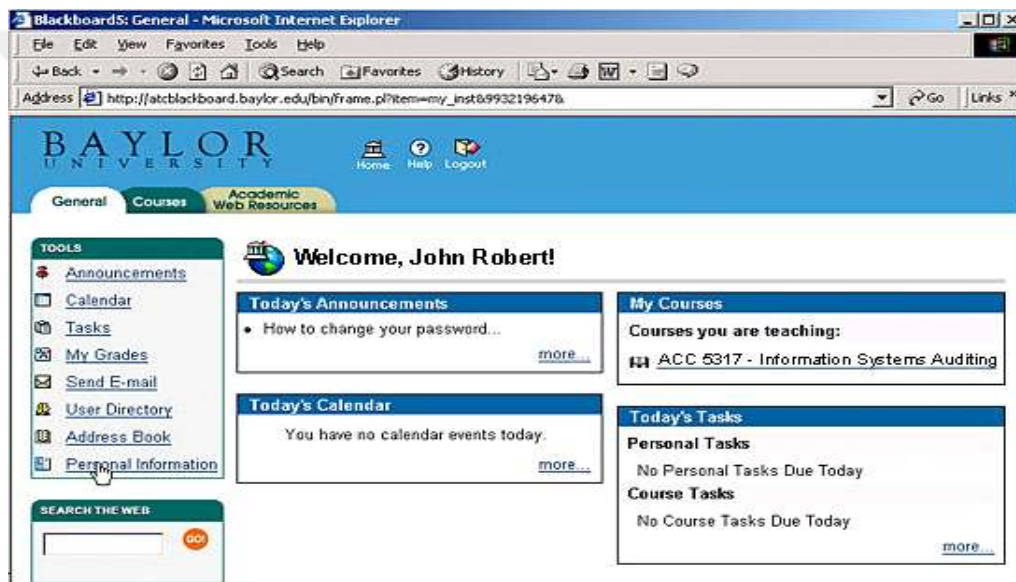 Blackboard5: General - Microsoft Internet Explorer
File Edit View Favorites Tools Help
Back Search Favorites History
Address http://atcblackboard.baylor.edu/bin/frame.pl?item=my_inst&993219647& Go Links »
BAYLOR
UNIVERSITY
Home Help Logout
General Courses Academic Web Resources
TOOLS
Announcements
Calendar
Tasks
My Grades
Send E-mail
User Directory
Address Book
Personal Information
SEARCH THE WEB
GO!
Welcome, John Robert!
Today's Announcements
• How to change your password...
more...
Today's Calendar
You have no calendar events today.
more...
My Courses
Courses you are teaching:
ACC 5317 - Information Systems Auditing
Today's Tasks
Personal Tasks
No Personal Tasks Due Today
Course Tasks
No Course Tasks Due Today
more...